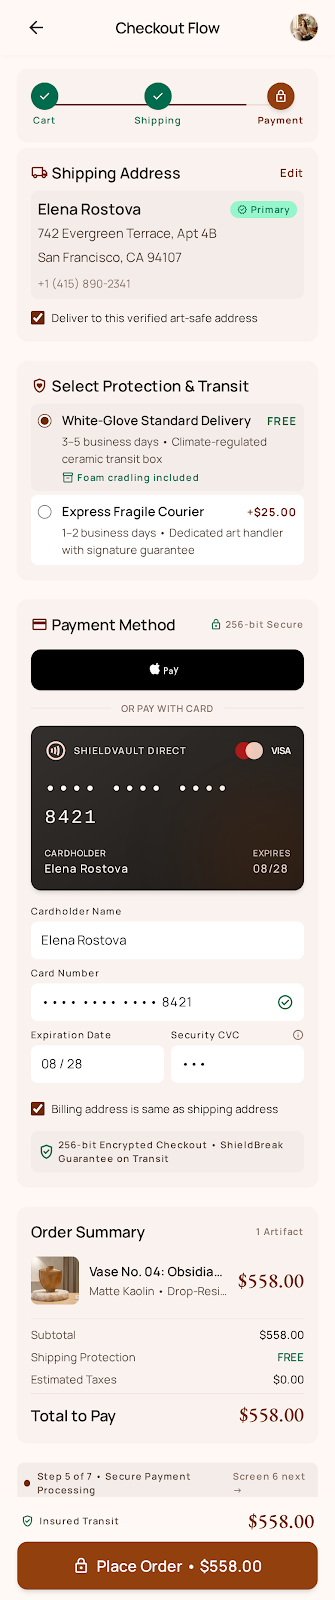 Checkout Flow
Cart
Shipping
Payment
Shipping Address
Edit
Elena Rostova
Primary
742 Evergreen Terrace, Apt 4B
San Francisco, CA 94107
+1 (415) 890-2341
Deliver to this verified art-safe address
Select Protection & Transit
White-Glove Standard Delivery
FREE
3–5 business days • Climate-regulated
ceramic transit box
Foam cradling included
Express Fragile Courier
+$25.00
1–2 business days • Dedicated art handler
with signature guarantee
Payment Method
256-bit Secure
Pay
OR PAY WITH CARD
SHIELDVAULT DIRECT
VISA
•••• •••• ••••
8421
CARDHOLDER
EXPIRES
Elena Rostova
08/28
Cardholder Name
Elena Rostova
Card Number
•••• •••• •••• 8421
Expiration Date
Security CVC
08 / 28
•••
Billing address is same as shipping address
256-bit Encrypted Checkout • ShieldBreak
Guarantee on Transit
Order Summary
1 Artifact
Vase No. 04: Obsidia...
$558.00
Matte Kaolin • Drop-Resi...
Subtotal
$558.00
Shipping Protection
FREE
Estimated Taxes
$0.00
Total to Pay
$558.00
Step 5 of 7 • Secure Payment
Processing
Screen 6 next
→
Insured Transit
$558.00
Place Order • $558.00